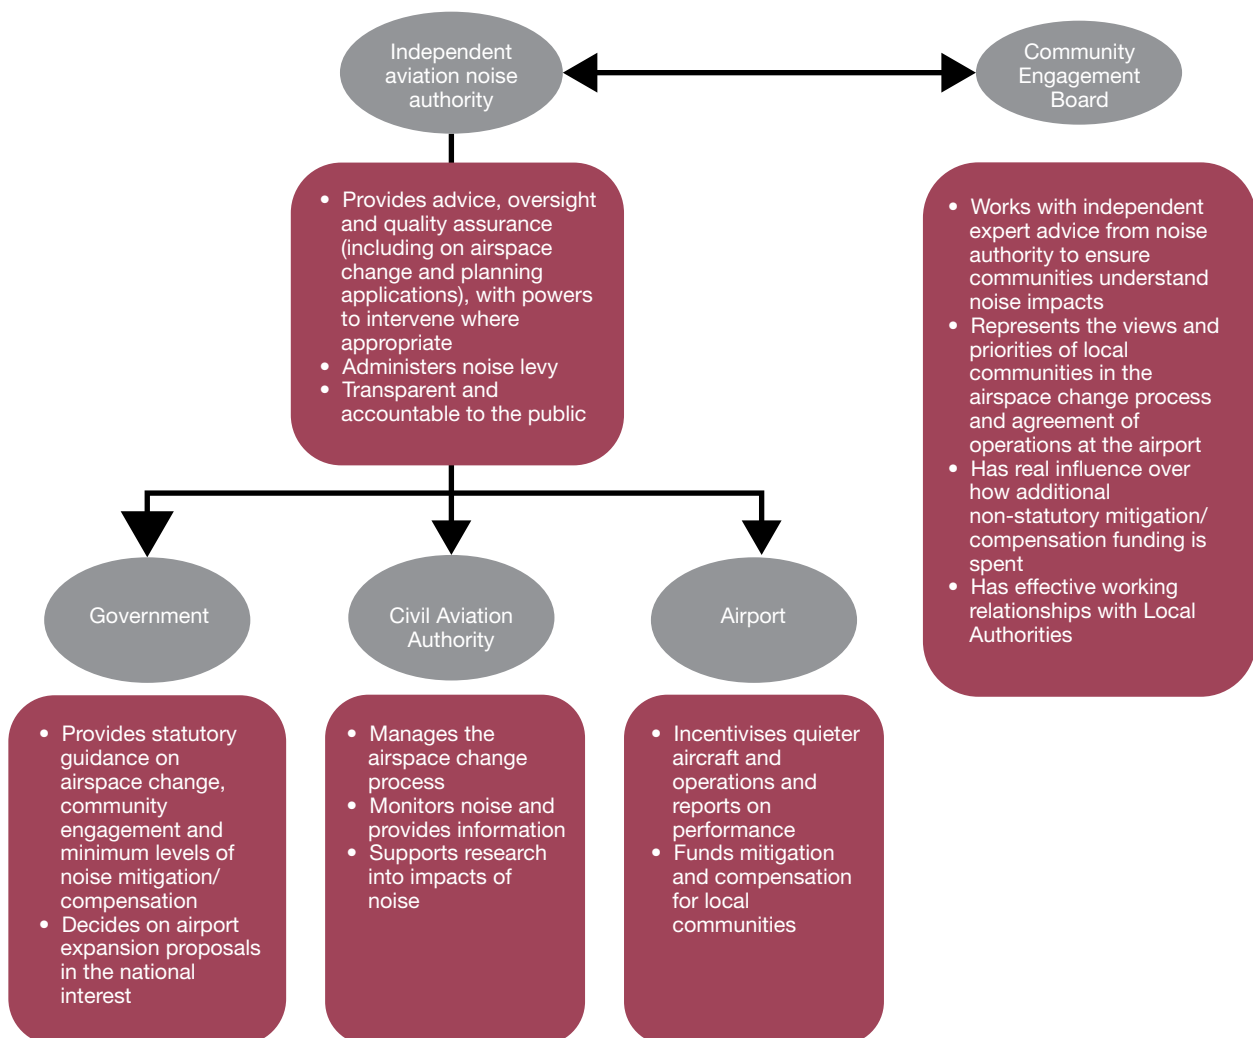 Independent
aviation noise
authority
Community
Engagement
Board
• Provides advice, oversight
and quality assurance
(including on airspace
change and planning
applications), with powers
to intervene where
appropriate
• Administers noise levy
• Transparent and
accountable to the public
• Works with independent
expert advice from noise
authority to ensure
communities understand
noise impacts
• Represents the views and
priorities of local
communities in the
airspace change process
and agreement of
operations at the airport
• Has real influence over
how additional
non-statutory mitigation/
compensation funding is
spent
• Has effective working
relationships with Local
Authorities
Government
Civil Aviation
Authority
Airport
• Provides statutory
guidance on
airspace change,
community
engagement and
minimum levels of
noise mitigation/
compensation
• Decides on airport
expansion proposals
in the national
interest
• Manages the
airspace change
process
• Monitors noise and
provides information
• Supports research
into impacts of
noise
• Incentivises quieter
aircraft and
operations and
reports on
performance
• Funds mitigation
and compensation
for local
communities